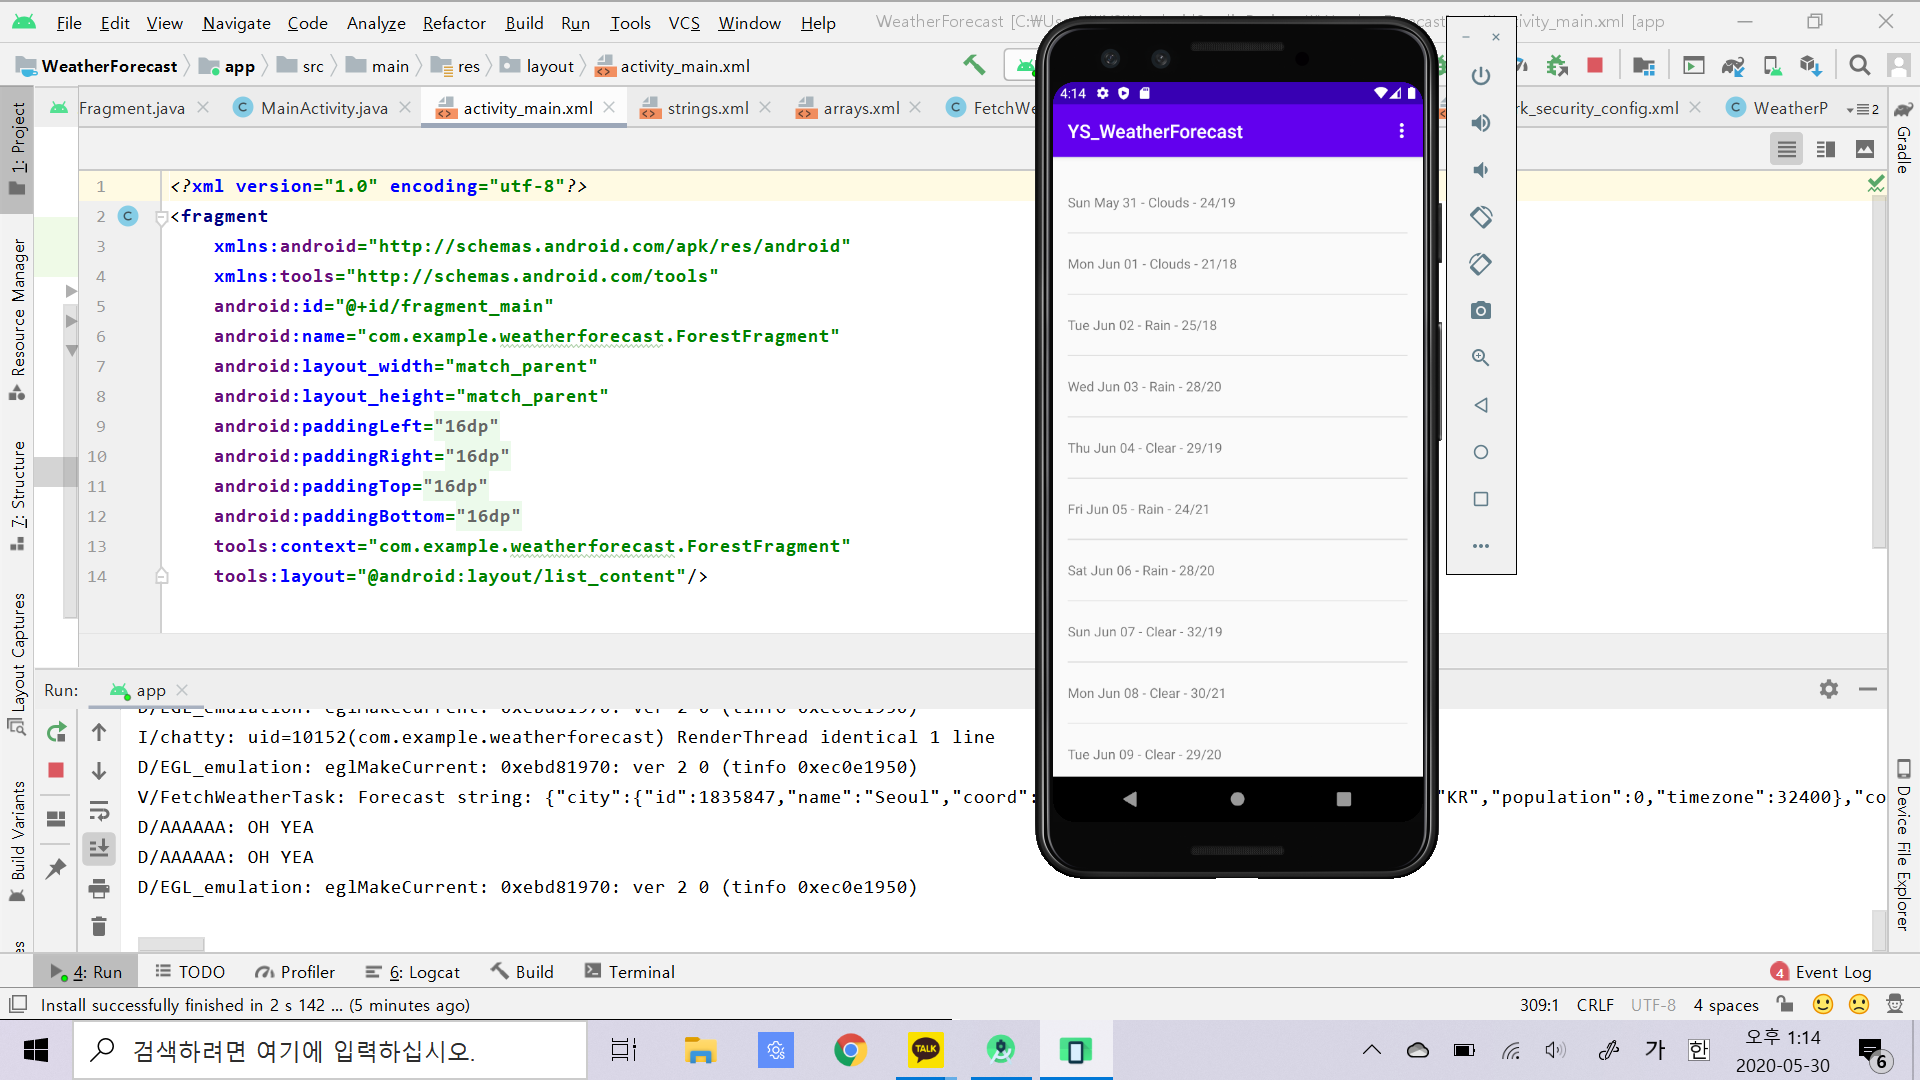 File Edit View Navigate Code Analyze Refactor Build Run Tools VCS Window Help
WeatherForecast
[app
WeatherForecast app src main res layout activity_main.xml
Fragment.java MainActivity.java activity_main.xml strings.xml arrays.xml
_security_config.xml WeatherP 2
1: Project
Resource Manager
7: Structure
Layout Captures
Build Variants
Gradle
Device File Explorer
1 <?xml version="1.0" encoding="utf-8"?>
2 <fragment
3 xmlns:android="http://schemas.android.com/apk/res/android"
4 xmlns:tools="http://schemas.android.com/tools"
5 android:id="@+id/fragment_main"
6 android:name="com.example.weatherforecast.ForestFragment"
7 android:layout_width="match_parent"
8 android:layout_height="match_parent"
9 android:paddingLeft="16dp"
10 android:paddingRight="16dp"
11 android:paddingTop="16dp"
12 android:paddingBottom="16dp"
13 tools:context="com.example.weatherforecast.ForestFragment"
14 tools:layout="@android:layout/list_content"/>
4:14
YS_WeatherForecast
Sun May 31 - Clouds - 24/19
Mon Jun 01 - Clouds - 21/18
Tue Jun 02 - Rain - 25/18
Wed Jun 03 - Rain - 28/20
Thu Jun 04 - Clear - 29/19
Fri Jun 05 - Rain - 24/21
Sat Jun 06 - Rain - 28/20
Sun Jun 07 - Clear - 32/19
Mon Jun 08 - Clear - 30/21
Tue Jun 09 - Clear - 29/20
Run: app
D/EGL_emulation: eglMakeCurrent: 0xebd81970: ver 2 0 (tinfo 0xec0e1950)
I/chatty: uid=10152(com.example.weatherforecast) RenderThread identical 1 line
D/EGL_emulation: eglMakeCurrent: 0xebd81970: ver 2 0 (tinfo 0xec0e1950)
V/FetchWeatherTask: Forecast string: {"city":{"id":1835847,"name":"Seoul","coord": "KR","population":0,"timezone":32400},"co
D/AAAAAA: OH YEA
D/AAAAAA: OH YEA
D/EGL_emulation: eglMakeCurrent: 0xebd81970: ver 2 0 (tinfo 0xec0e1950)
4: Run TODO Profiler 6: Logcat Build Terminal 4 Event Log
Install successfully finished in 2 s 142 ... (5 minutes ago) 309:1 CRLF UTF-8 4 spaces
검색하려면 여기에 입력하십시오.
TALK
가 한
오후 1:14
2020-05-30
6